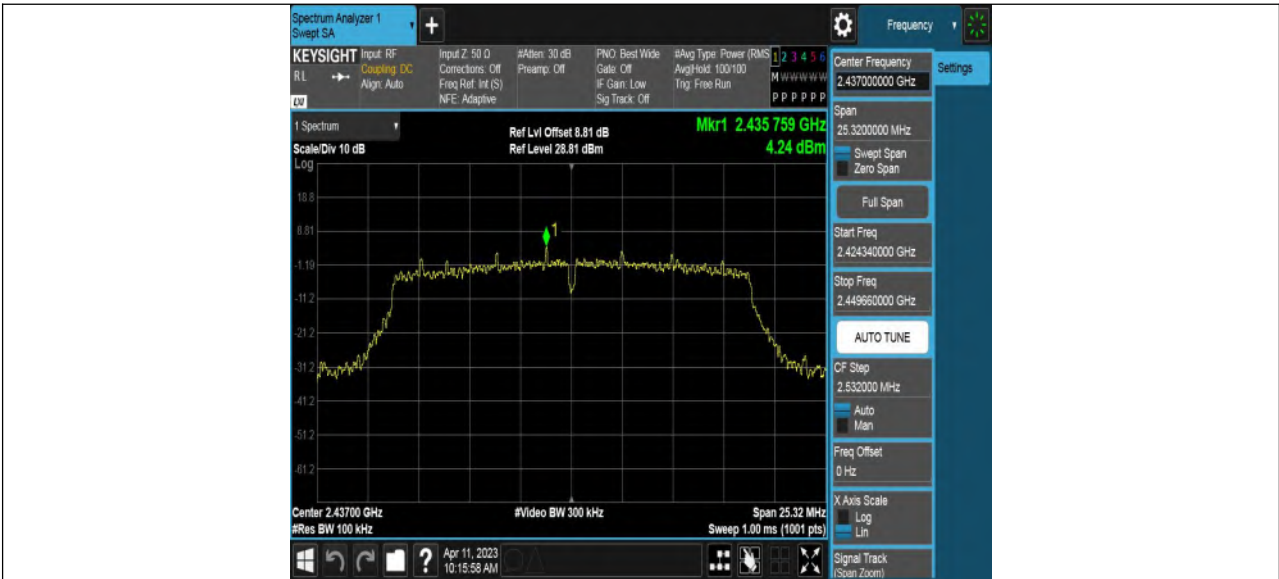 Spectrum Analyzer 1
Swept SA
Frequency
KEYSIGHT
Input: RF
Coupling: DC
Align: Auto
R L
LXI
Input Z: 50 Ω
Corrections: Off
Freq Ref: Int (S)
NFE: Adaptive
#Atten: 30 dB
Preamp: Off
PNO: Best Wide
Gate: Off
IF Gain: Low
Sig Track: Off
#Avg Type: Power (RMS
Avg|Hold: 100/100
Trig: Free Run
1 2 3 4 5 6
M W W W W W
P P P P P P
1 Spectrum
Scale/Div 10 dB
Log
Ref Lvl Offset 8.81 dB
Ref Level 28.81 dBm
Mkr1 2.435 759 GHz
4.24 dBm
18.8
8.81
-1.19
-11.2
-21.2
-31.2
-41.2
-51.2
-61.2
1
Center 2.43700 GHz
#Res BW 100 kHz
#Video BW 300 kHz
Span 25.32 MHz
Sweep 1.00 ms (1001 pts)
?
Apr 11, 2023
10:15:58 AM
Center Frequency
2.437000000 GHz
Settings
Span
25.3200000 MHz
Swept Span
Zero Span
Full Span
Start Freq
2.424340000 GHz
Stop Freq
2.449660000 GHz
AUTO TUNE
CF Step
2.532000 MHz
Auto
Man
Freq Offset
0 Hz
X Axis Scale
Log
Lin
Signal Track
(Span Zoom)